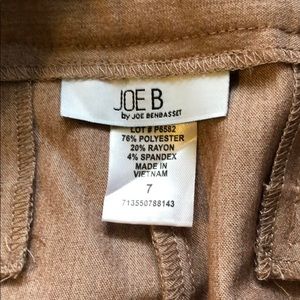 JOE B
by JOE BENBASSET
LOT # P6582
76% POLYESTER
20% RAYON
4% SPANDEX
MADE IN
VIETNAM
7
713550788143